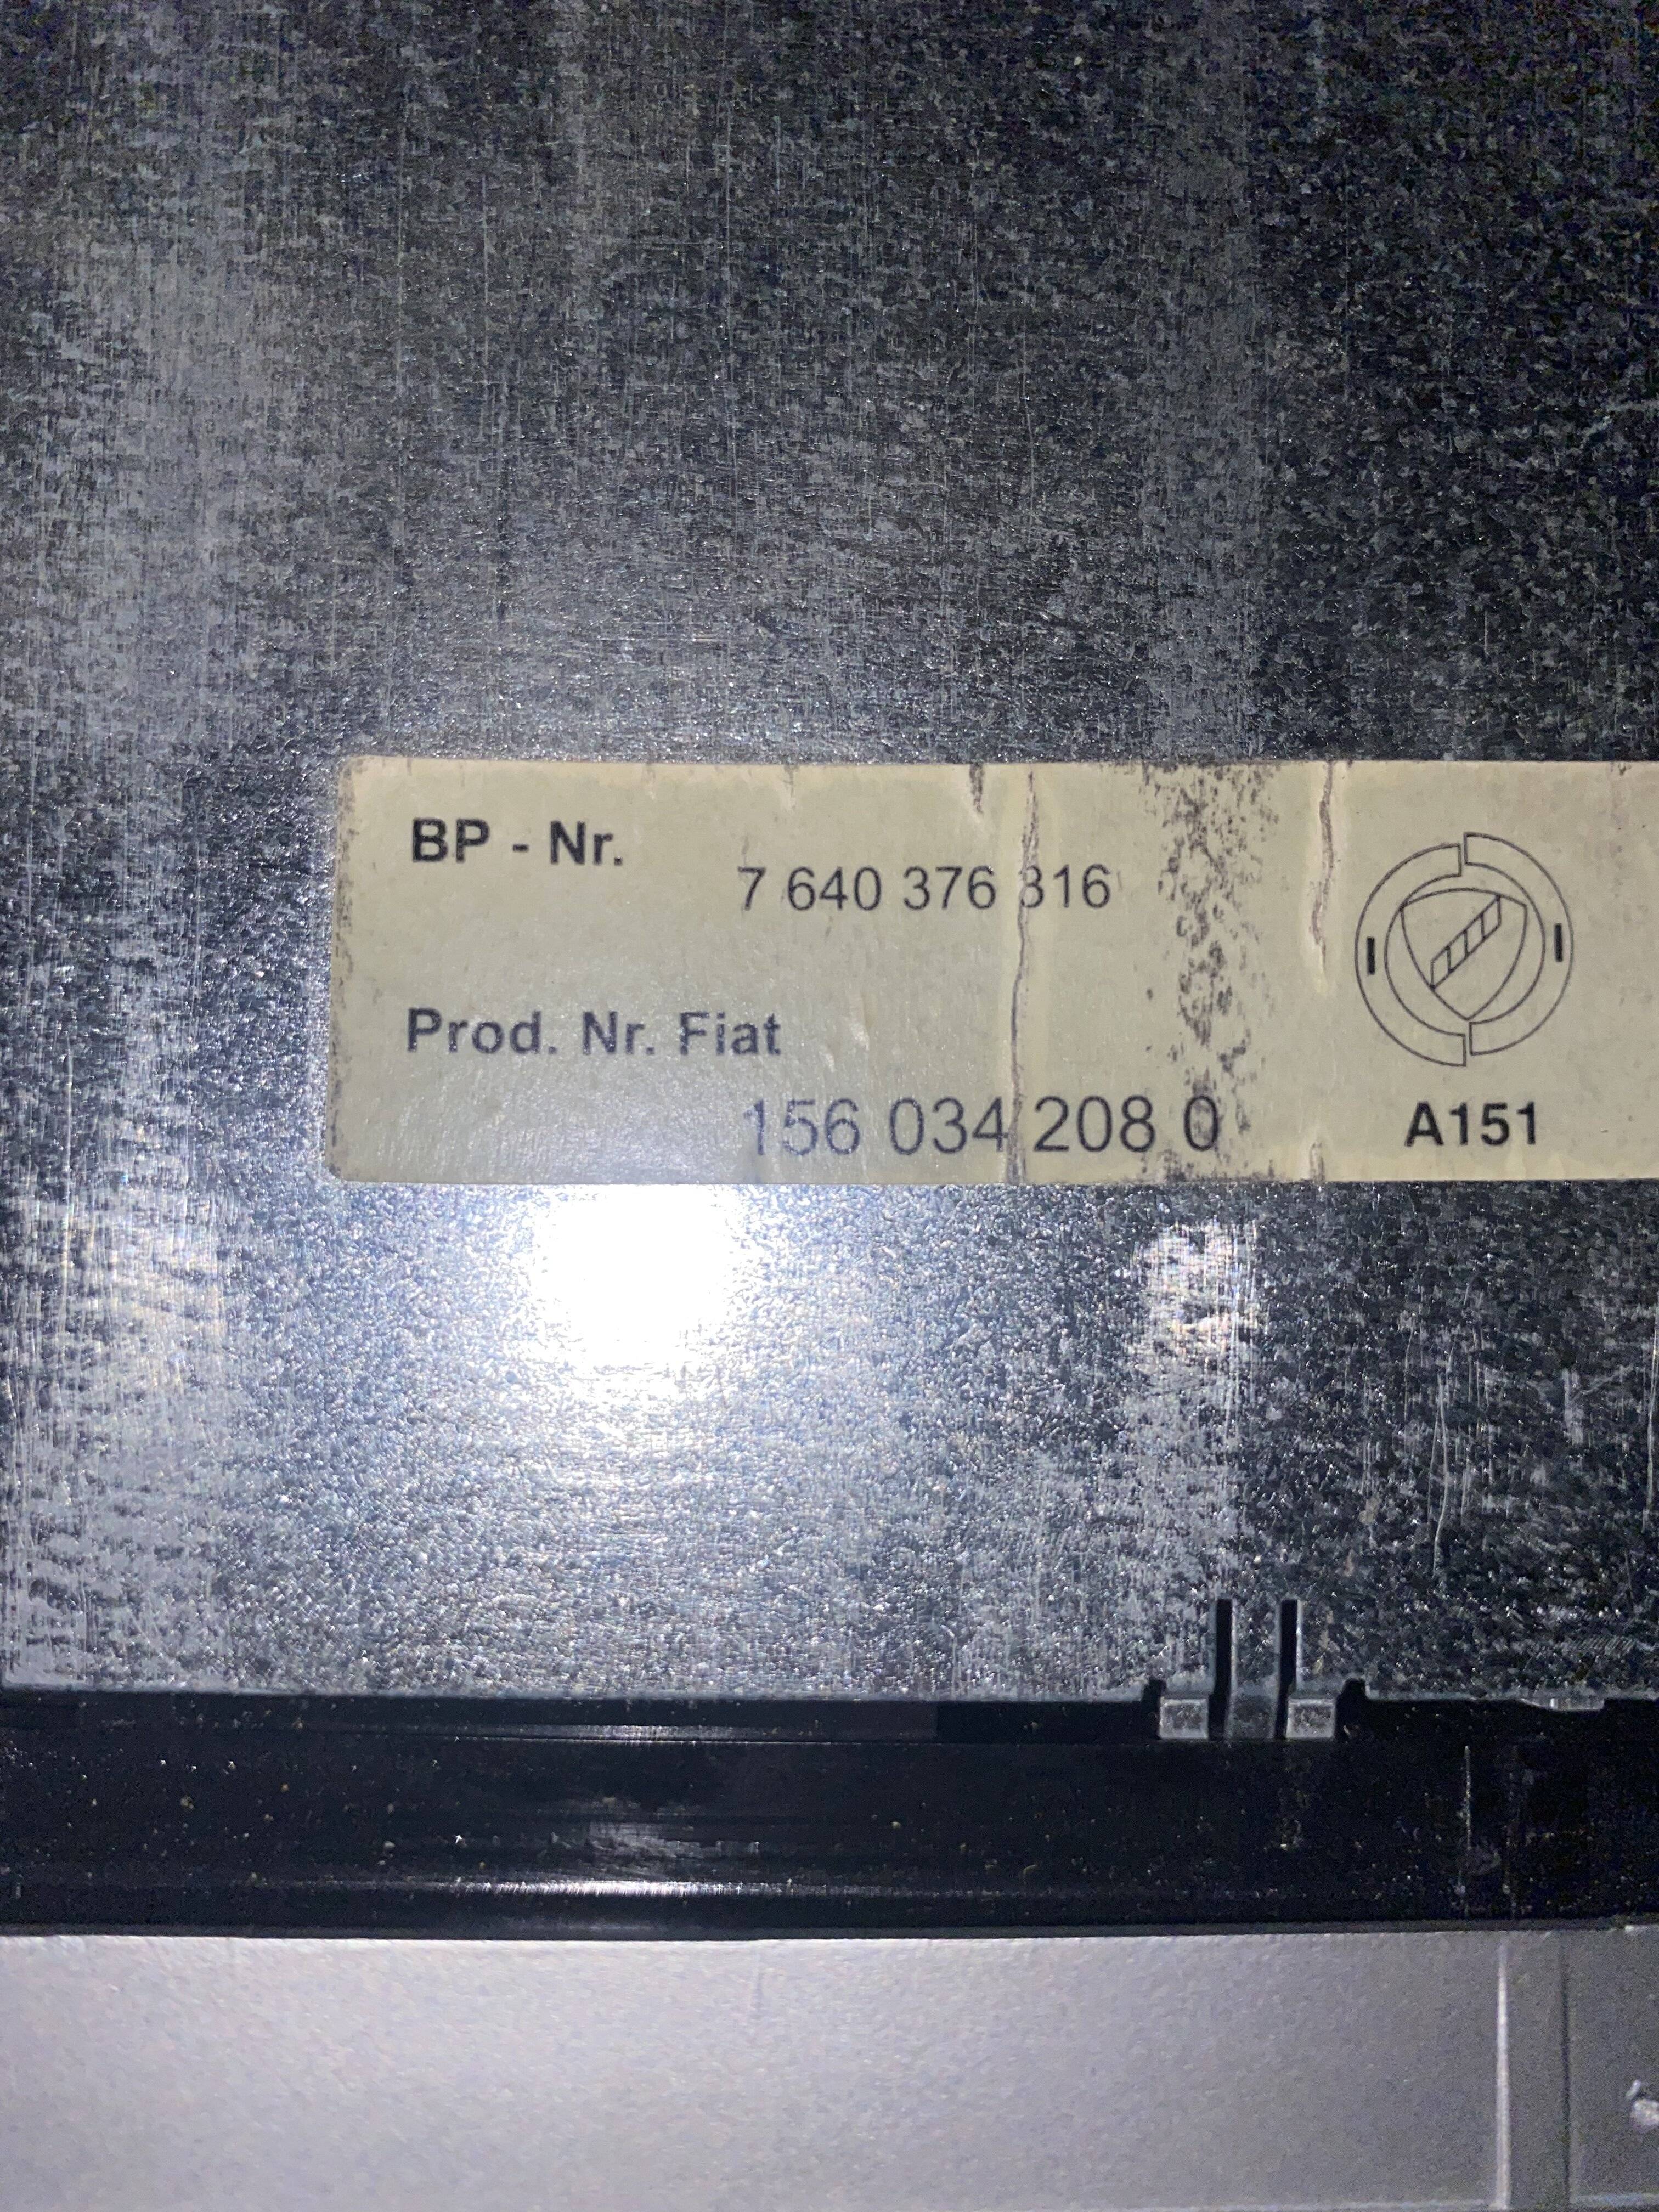 BP - Nr.
7 640 376 316
Prod. Nr. Fiat
156 034 208 0
A151